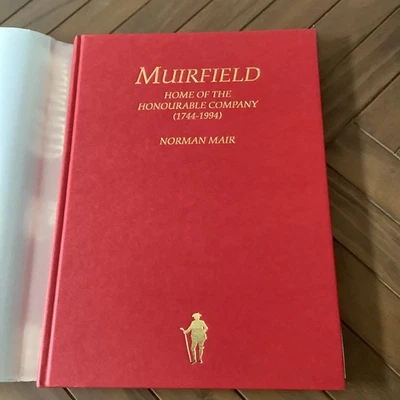 MUIRFIELD
HOME OF THE
HONOURABLE COMPANY
(1744-1994)
NORMAN MAIR